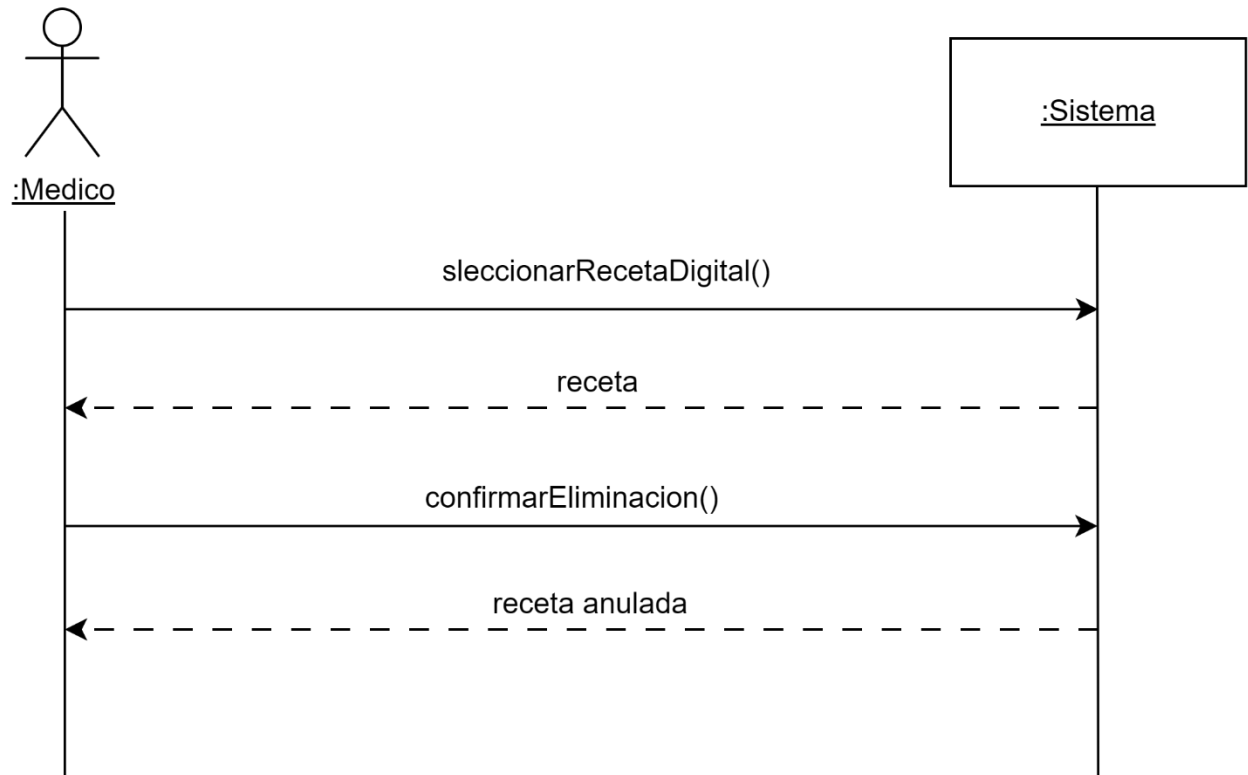 :Sistema
:Medico
sleccionarRecetaDigital()
receta
confirmarEliminacion()
receta anulada